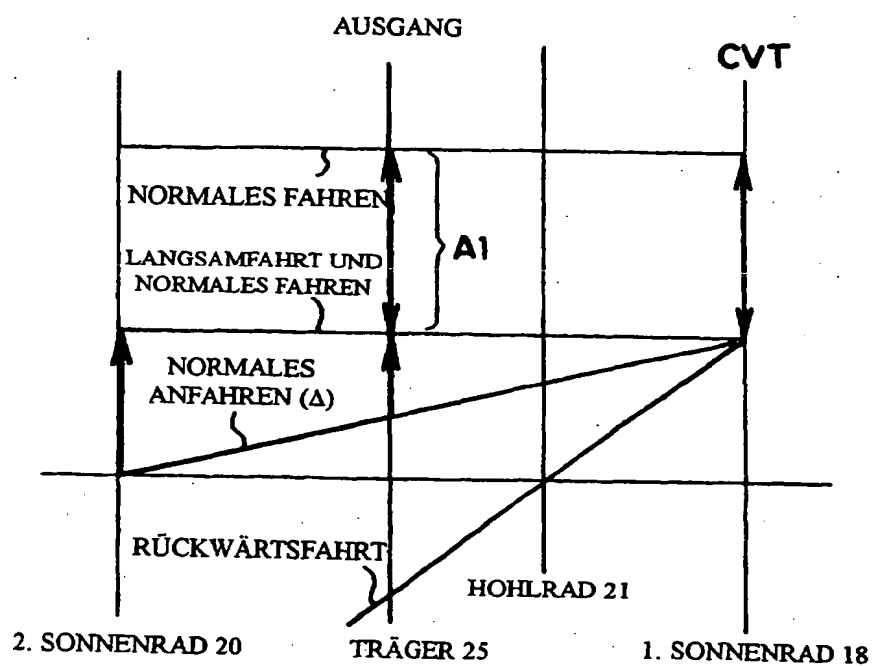 AUSGANG
CVT
NORMALES FAHREN
A1
LANGSAMFAHRT UND
NORMALES FAHREN
NORMALES
ANFAHREN (Δ)
RÜCKWÄRTSFAHRT
HOHLRAD 21
2. SONNENRAD 20
TRÄGER 25
1. SONNENRAD 18